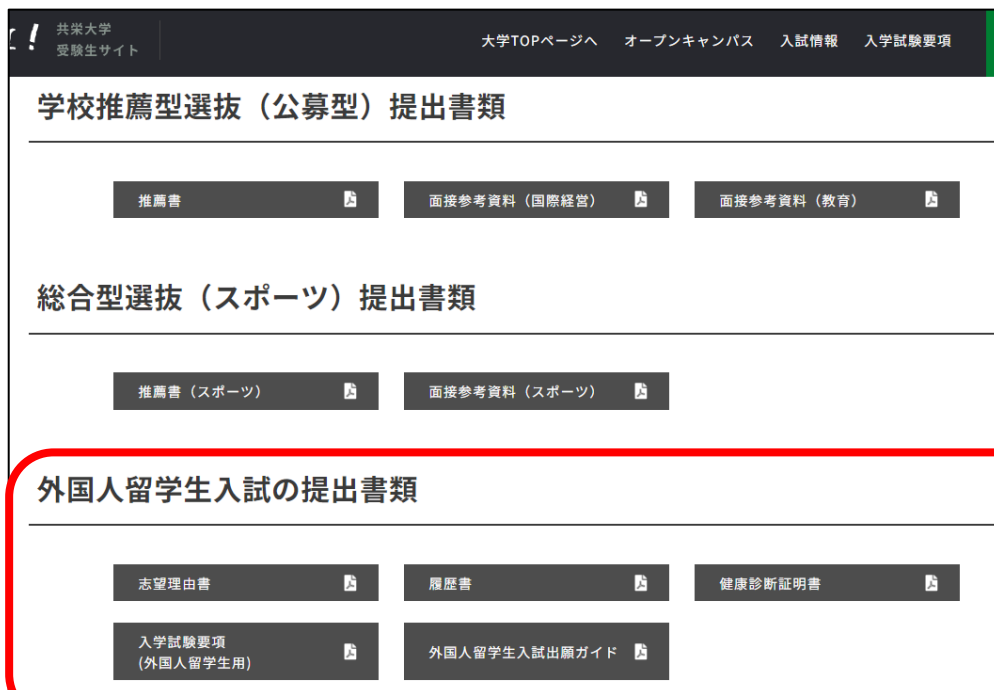 ！ 共栄大学
受験生サイト
大学TOPページへ オープンキャンパス 入試情報 入学試験要項
学校推薦型選抜（公募型）提出書類
推薦書 面接参考資料（国際経営） 面接参考資料（教育）
総合型選抜（スポーツ）提出書類
推薦書（スポーツ） 面接参考資料（スポーツ）
外国人留学生入試の提出書類
志望理由書 履歴書 健康診断証明書
入学試験要項
(外国人留学生用)
外国人留学生入試出願ガイド